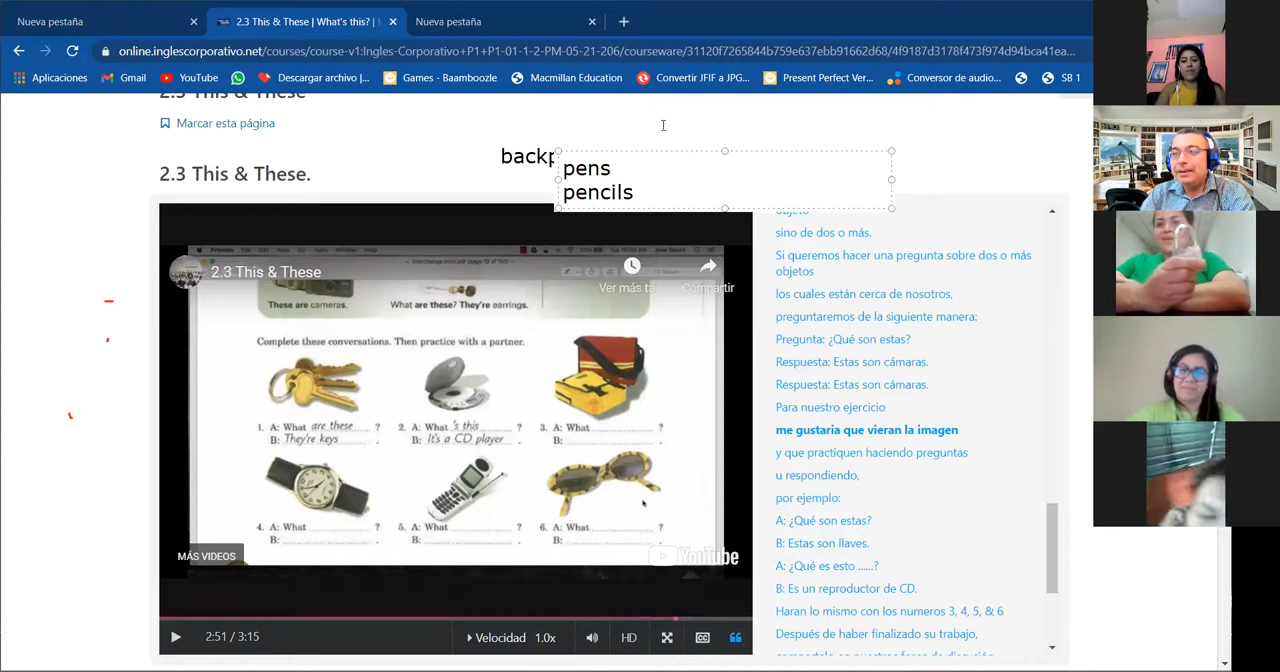 Nueva pestaña
2.3 This & These | What's this? |
Nueva pestaña
online.inglescorporativo.net/courses/course-v1:Ingles-Corporativo+P1+P1-01-1-2-PM-05-21-206/courseware/31120f7265844b759e637ebb91662d68/4f9187d3178f473f974d94bca41ea...
Aplicaciones
Gmail
YouTube
Descargar archivo |...
Games - Baamboozle
Macmillan Education
Convertir JFIF a JPG...
Present Perfect Ver...
Conversor de audio...
SB 1
2.3 This & These
Marcar esta página
backp
pens
pencils
2.3 This & These.
2.3 This & These
Ver más ta
Compartir
These are cameras.
What are these? They're earrings.
Complete these conversations. Then practice with a partner.
1. A: What are these ?
B: They're keys
2. A: What 's this ?
B: It's a CD player
3. A: What ?
B:
4. A: What ?
B:
5. A: What ?
B:
6. A: What ?
B:
MÁS VIDEOS
YouTube
2:51 / 3:15
Velocidad 1.0x
HD
objeto
sino de dos o más.
Si queremos hacer una pregunta sobre dos o más
objetos
los cuales están cerca de nosotros,
preguntaremos de la siguiente manera:
Pregunta: ¿Qué son estas?
Respuesta: Estas son cámaras.
Respuesta: Estas son cámaras.
Para nuestro ejercicio
me gustaria que vieran la imagen
y que practiquen haciendo preguntas
u respondiendo,
por ejemplo:
A: ¿Qué son estas?
B: Estas son llaves.
A: ¿Qué es esto ......?
B: Es un reproductor de CD.
Haran lo mismo con los numeros 3, 4, 5, & 6
Después de haber finalizado su trabajo,